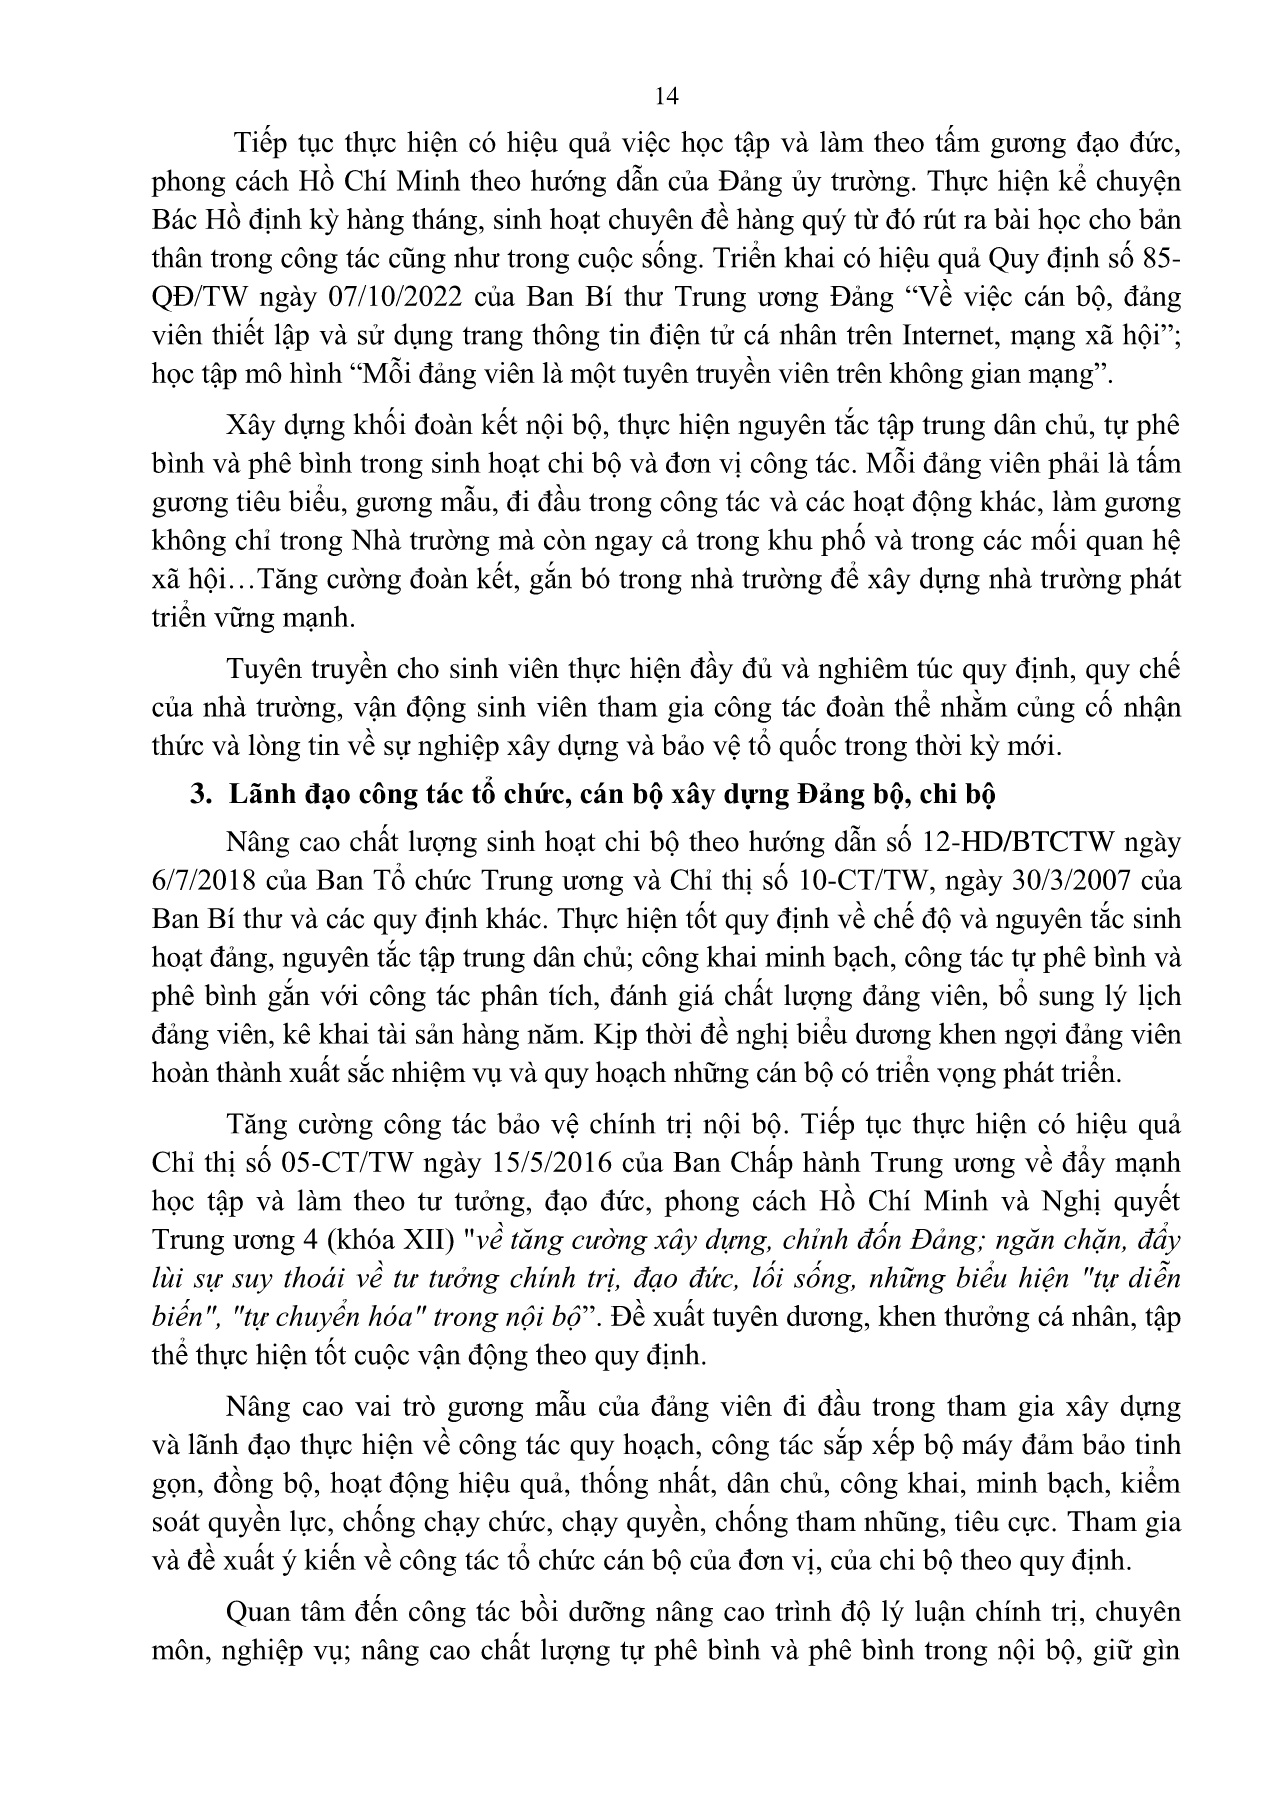 14
Tiếp tục thực hiện có hiệu quả việc học tập và làm theo tấm gương đạo đức,
phong cách Hồ Chí Minh theo hướng dẫn của Đảng ủy trường. Thực hiện kể chuyện
Bác Hồ định kỳ hàng tháng, sinh hoạt chuyên đề hàng quý từ đó rút ra bài học cho bản
thân trong công tác cũng như trong cuộc sống. Triển khai có hiệu quả Quy định số 85-
QĐ/TW ngày 07/10/2022 của Ban Bí thư Trung ương Đảng “Về việc cán bộ, đảng
viên thiết lập và sử dụng trang thông tin điện tử cá nhân trên Internet, mạng xã hội”;
học tập mô hình “Mỗi đảng viên là một tuyên truyền viên trên không gian mạng”.
Xây dựng khối đoàn kết nội bộ, thực hiện nguyên tắc tập trung dân chủ, tự phê
bình và phê bình trong sinh hoạt chi bộ và đơn vị công tác. Mỗi đảng viên phải là tấm
gương tiêu biểu, gương mẫu, đi đầu trong công tác và các hoạt động khác, làm gương
không chỉ trong Nhà trường mà còn ngay cả trong khu phố và trong các mối quan hệ
xã hội…Tăng cường đoàn kết, gắn bó trong nhà trường để xây dựng nhà trường phát
triển vững mạnh.
Tuyên truyền cho sinh viên thực hiện đầy đủ và nghiêm túc quy định, quy chế
của nhà trường, vận động sinh viên tham gia công tác đoàn thể nhằm củng cố nhận
thức và lòng tin về sự nghiệp xây dựng và bảo vệ tổ quốc trong thời kỳ mới.
3. Lãnh đạo công tác tổ chức, cán bộ xây dựng Đảng bộ, chi bộ
Nâng cao chất lượng sinh hoạt chi bộ theo hướng dẫn số 12-HD/BTCTW ngày
6/7/2018 của Ban Tổ chức Trung ương và Chỉ thị số 10-CT/TW, ngày 30/3/2007 của
Ban Bí thư và các quy định khác. Thực hiện tốt quy định về chế độ và nguyên tắc sinh
hoạt đảng, nguyên tắc tập trung dân chủ; công khai minh bạch, công tác tự phê bình và
phê bình gắn với công tác phân tích, đánh giá chất lượng đảng viên, bổ sung lý lịch
đảng viên, kê khai tài sản hàng năm. Kịp thời đề nghị biểu dương khen ngợi đảng viên
hoàn thành xuất sắc nhiệm vụ và quy hoạch những cán bộ có triển vọng phát triển.
Tăng cường công tác bảo vệ chính trị nội bộ. Tiếp tục thực hiện có hiệu quả
Chỉ thị số 05-CT/TW ngày 15/5/2016 của Ban Chấp hành Trung ương về đẩy mạnh
học tập và làm theo tư tưởng, đạo đức, phong cách Hồ Chí Minh và Nghị quyết
Trung ương 4 (khóa XII) "về tăng cường xây dựng, chỉnh đốn Đảng; ngăn chặn, đẩy
lùi sự suy thoái về tư tưởng chính trị, đạo đức, lối sống, những biểu hiện "tự diễn
biến", "tự chuyển hóa" trong nội bộ”. Đề xuất tuyên dương, khen thưởng cá nhân, tập
thể thực hiện tốt cuộc vận động theo quy định.
Nâng cao vai trò gương mẫu của đảng viên đi đầu trong tham gia xây dựng
và lãnh đạo thực hiện về công tác quy hoạch, công tác sắp xếp bộ máy đảm bảo tinh
gọn, đồng bộ, hoạt động hiệu quả, thống nhất, dân chủ, công khai, minh bạch, kiểm
soát quyền lực, chống chạy chức, chạy quyền, chống tham nhũng, tiêu cực. Tham gia
và đề xuất ý kiến về công tác tổ chức cán bộ của đơn vị, của chi bộ theo quy định.
Quan tâm đến công tác bồi dưỡng nâng cao trình độ lý luận chính trị, chuyên
môn, nghiệp vụ; nâng cao chất lượng tự phê bình và phê bình trong nội bộ, giữ gìn